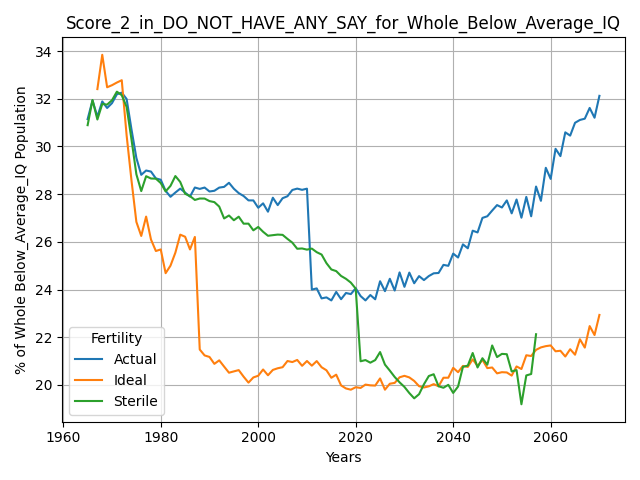 Score_2_in_DO_NOT_HAVE_ANY_SAY_for_Whole_Below_Average_IQ
% of Whole Below_Average_IQ Population
34
32
30
28
26
24
22
20
Fertility
Actual
Ideal
Sterile
1960
1980
2000
2020
2040
2060
Years